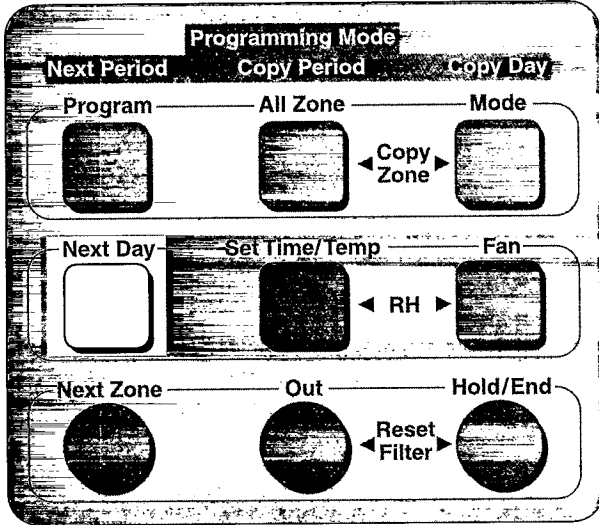 Programming Mode
Next Period Copy Period Copy Day
Program All Zone Mode
Copy
Zone
Next Day Set Time/Temp Fan
RH
Next Zone Out Hold/End
Reset
Filter